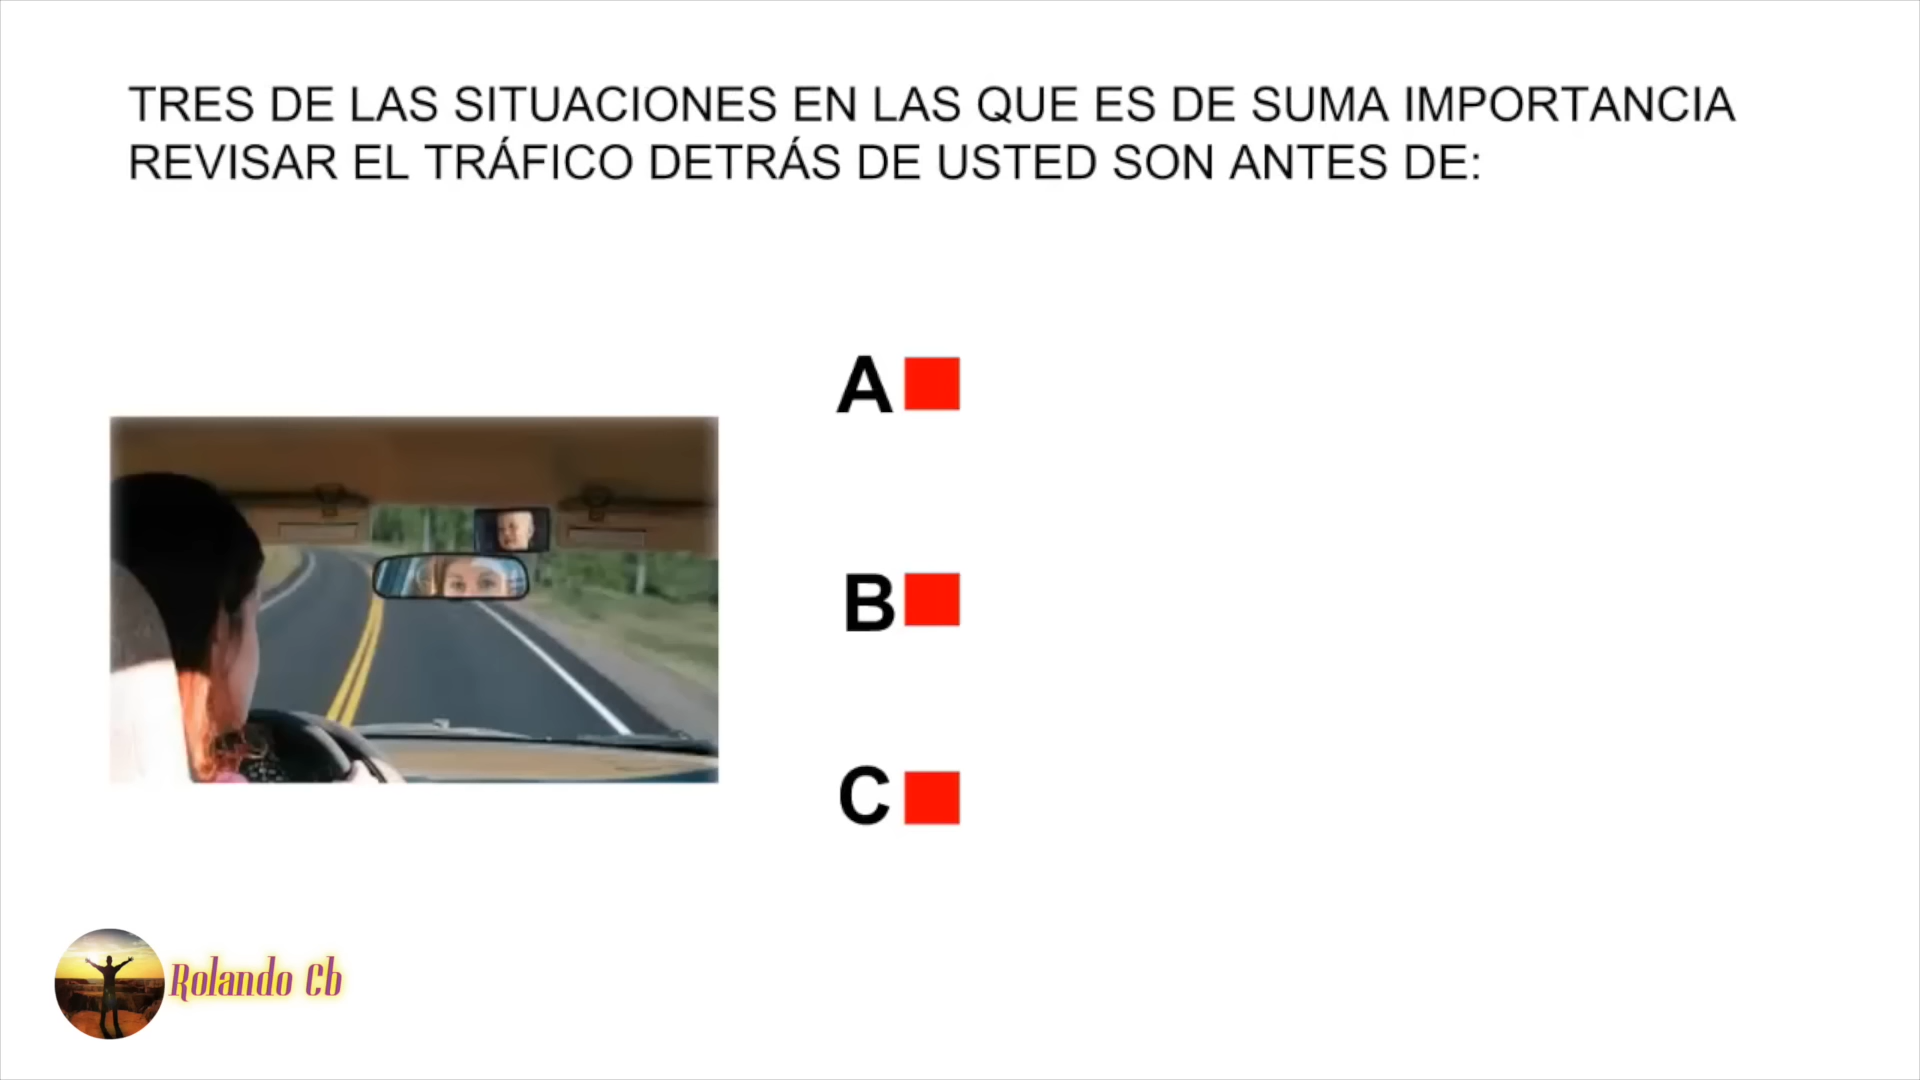 TRES DE LAS SITUACIONES EN LAS QUE ES DE SUMA IMPORTANCIA
REVISAR EL TRÁFICO DETRÁS DE USTED SON ANTES DE:
A
B
C
Rolando Cb